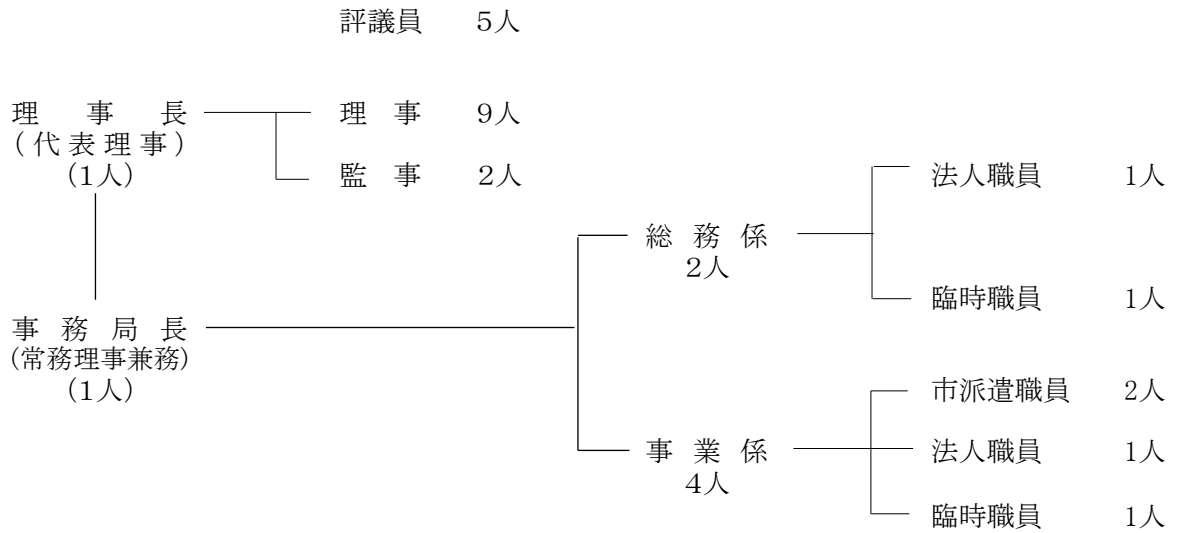 評議員 5人
理事長 理事 9人
(代表理事)
(1人) 監事 2人
法人職員 1人
総務係
2人
臨時職員 1人
事務局長
(常務理事兼務)
(1人)
市派遣職員 2人
事業係 法人職員 1人
4人
臨時職員 1人